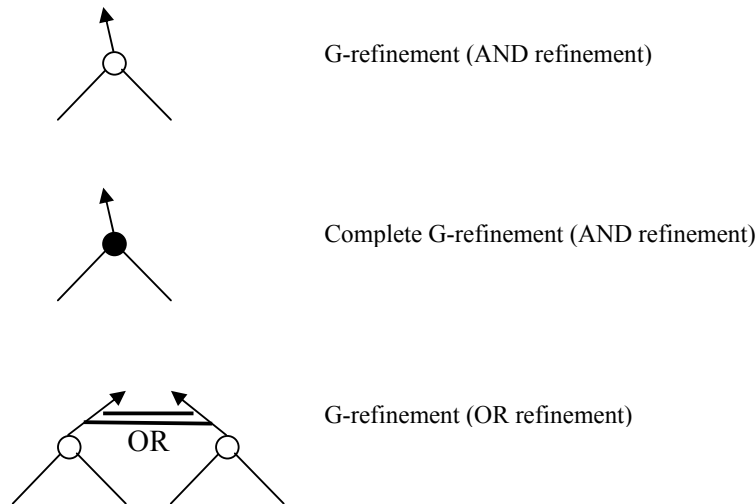 G-refinement (AND refinement)
Complete G-refinement (AND refinement)
G-refinement (OR refinement)
OR